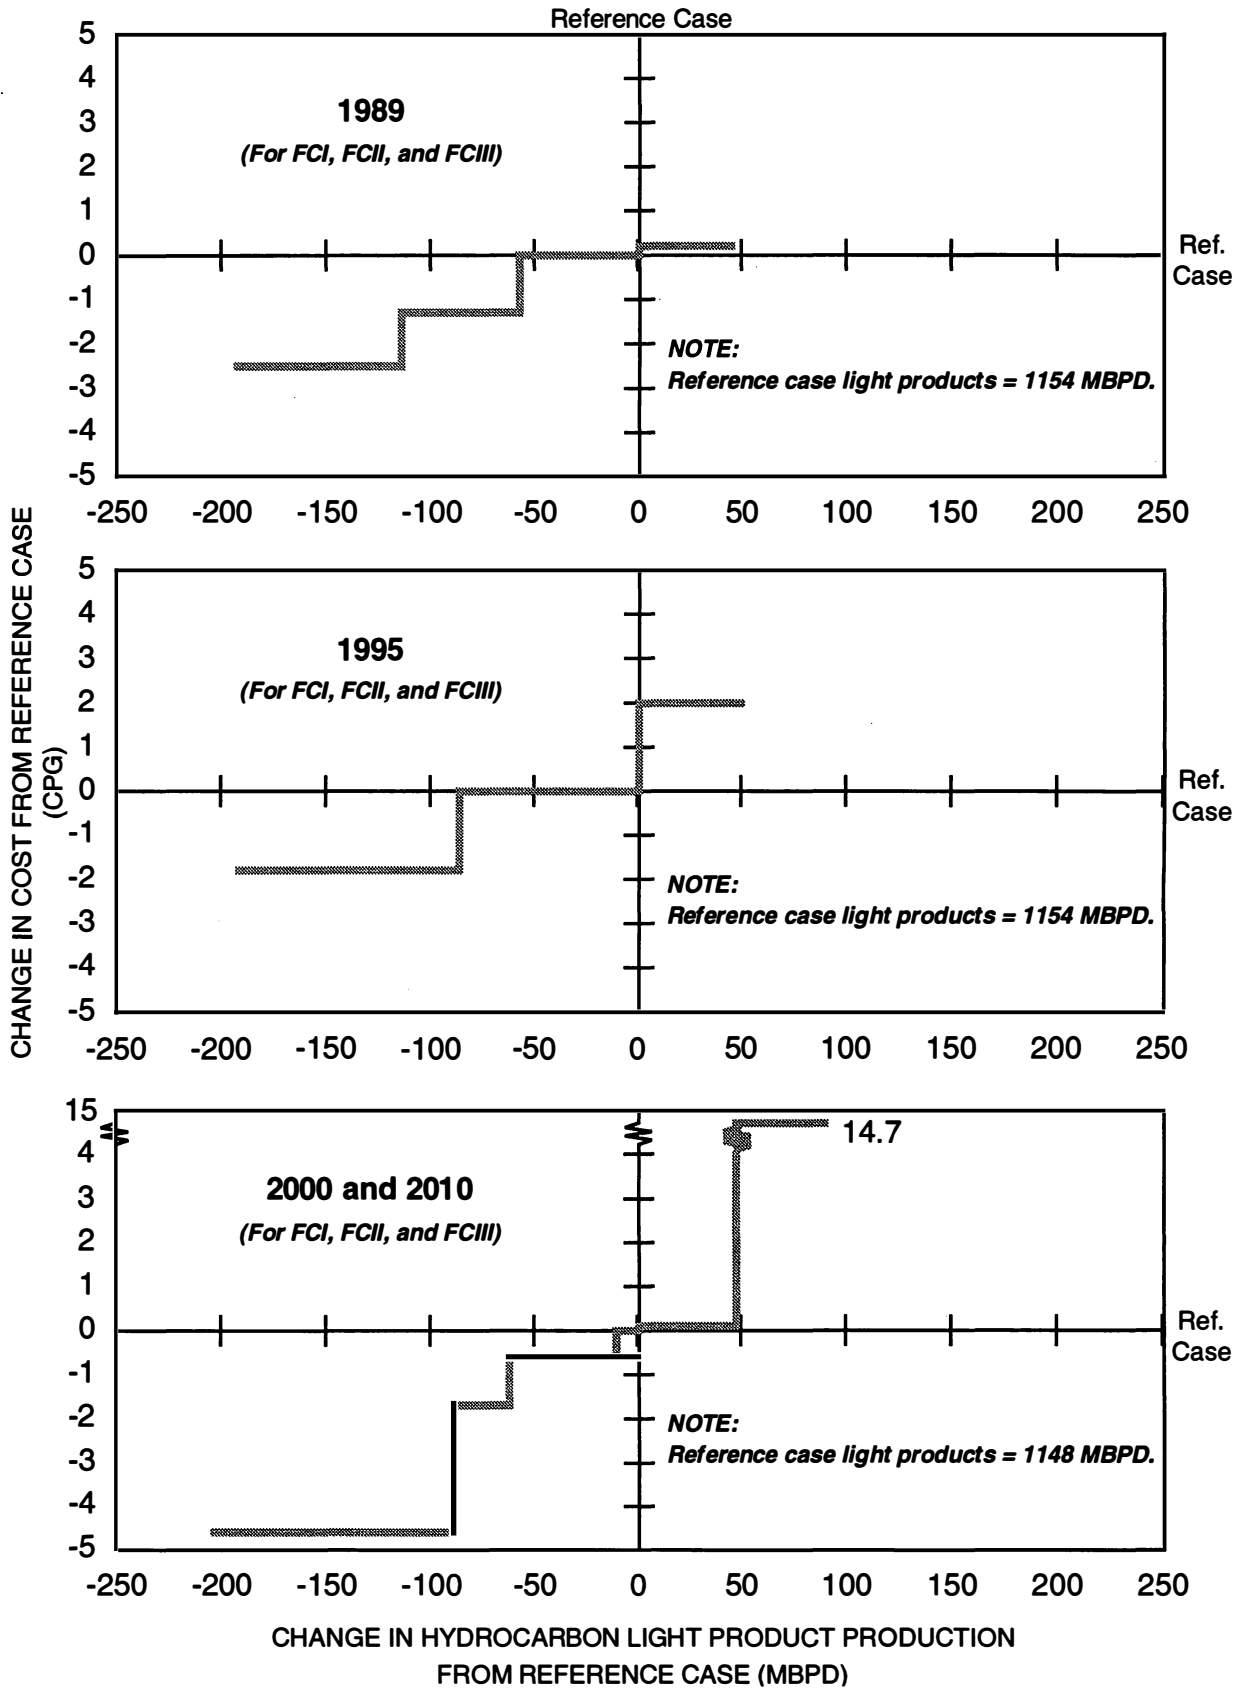 Reference Case
5
4
3
2
1
0
-1
-2
-3
-4
-5
1989
(For FCI, FCII, and FCIII)
Ref.
Case
NOTE:
Reference case light products = 1154 MBPD.
-250 -200 -150 -100 -50 0 50 100 150 200 250
CHANGE IN COST FROM REFERENCE CASE
(CPG)
5
4
3
2
1
0
-1
-2
-3
-4
-5
1995
(For FCI, FCII, and FCIII)
Ref.
Case
NOTE:
Reference case light products = 1154 MBPD.
-250 -200 -150 -100 -50 0 50 100 150 200 250
15
4
3
2
1
0
-1
-2
-3
-4
-5
14.7
2000 and 2010
(For FCI, FCII, and FCIII)
Ref.
Case
NOTE:
Reference case light products = 1148 MBPD.
-250 -200 -150 -100 -50 0 50 100 150 200 250
CHANGE IN HYDROCARBON LIGHT PRODUCT PRODUCTION
FROM REFERENCE CASE (MBPD)